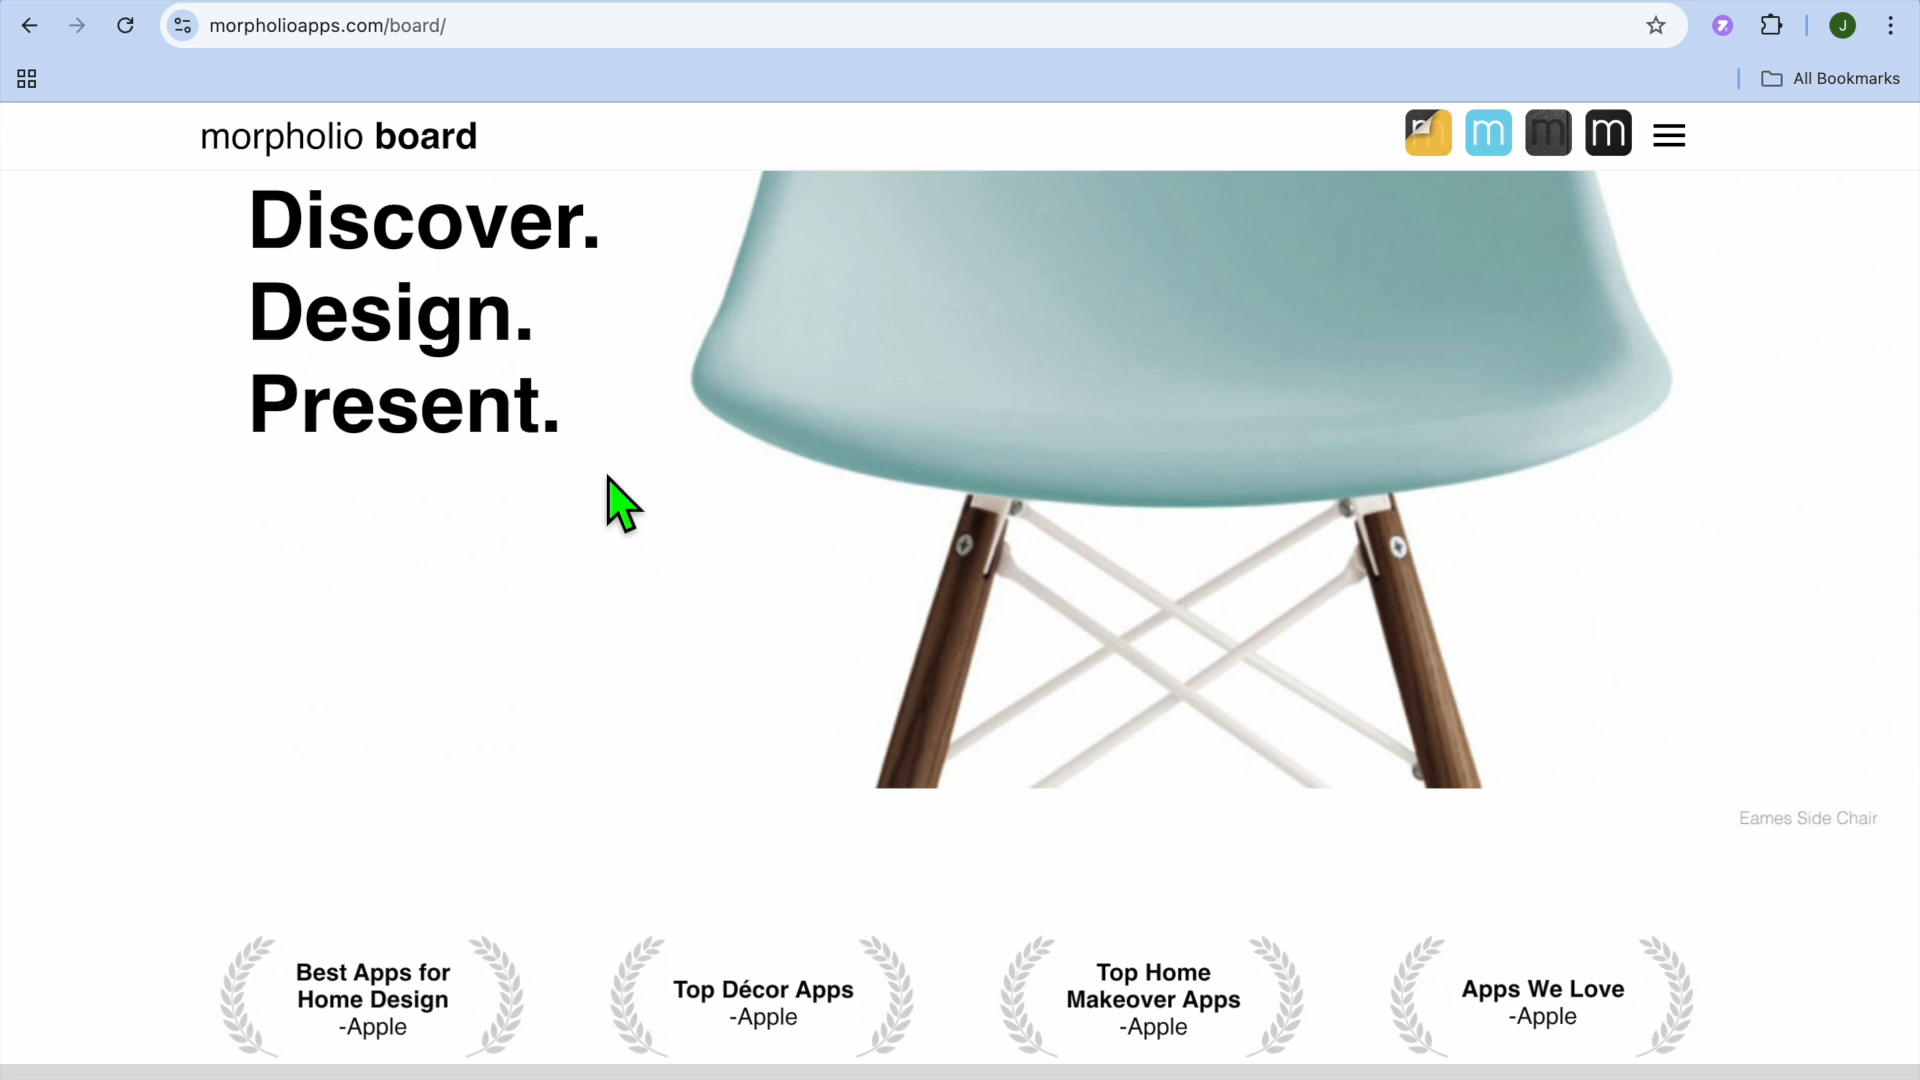 morpholioapps.com/board/
J
All Bookmarks
morpholio board
m
m
m
m
Discover.
Design.
Present.
Eames Side Chair
Best Apps for
Home Design
-Apple
Top Décor Apps
-Apple
Top Home
Makeover Apps
-Apple
Apps We Love
-Apple